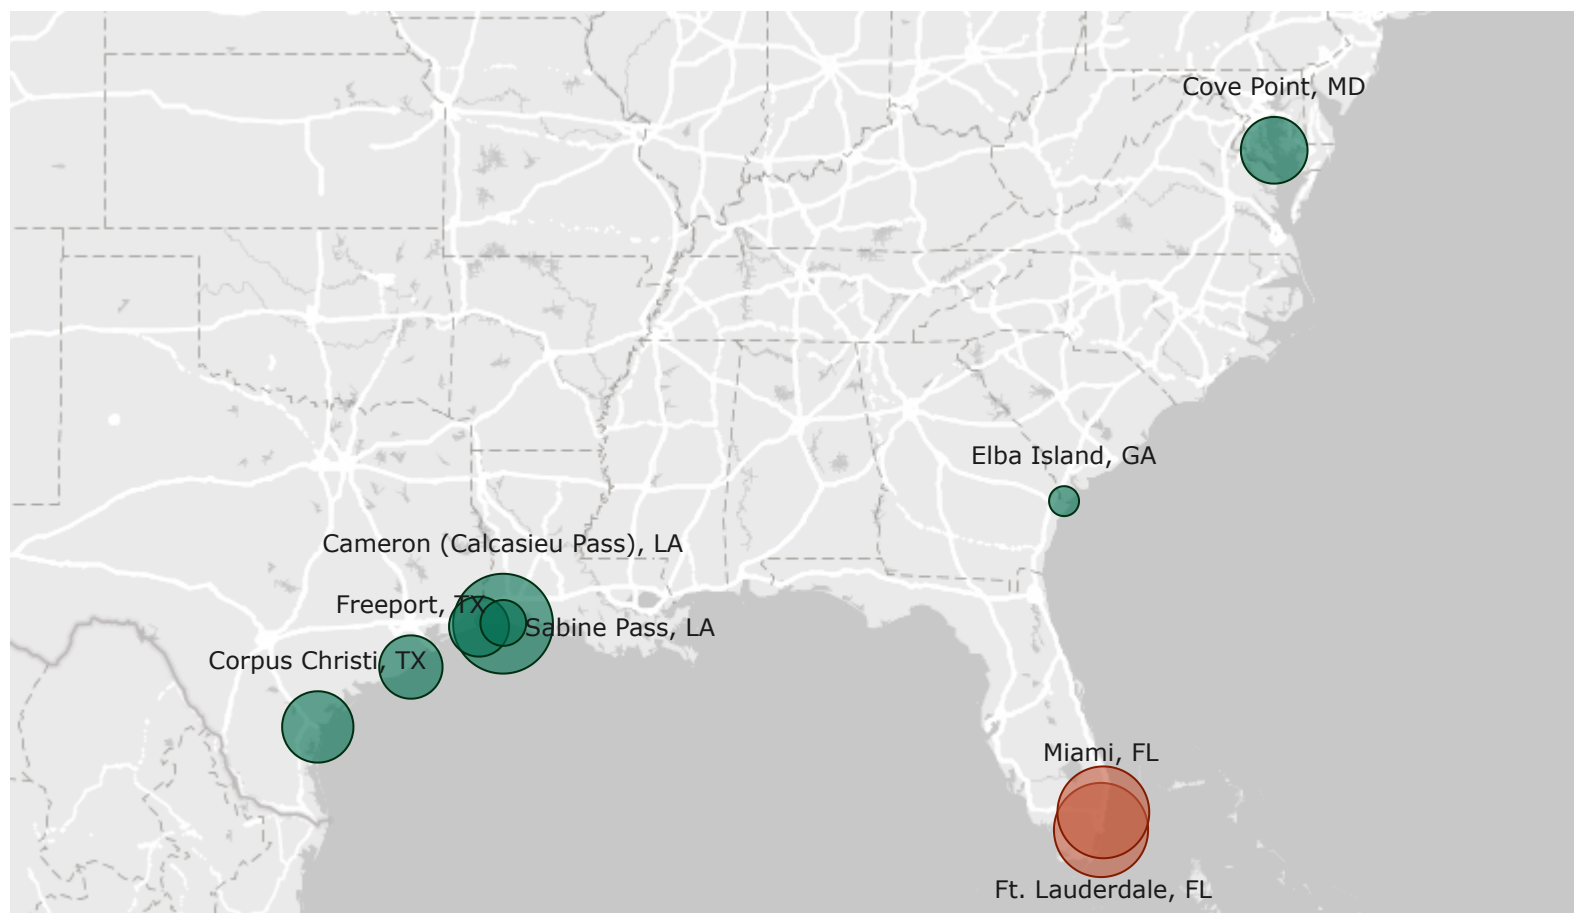 Cove Point, MD
Elba Island, GA
Cameron (Calcasieu Pass), LA
Freeport, TX
Sabine Pass, LA
Corpus Christi, TX
Miami, FL
Ft. Lauderdale, FL